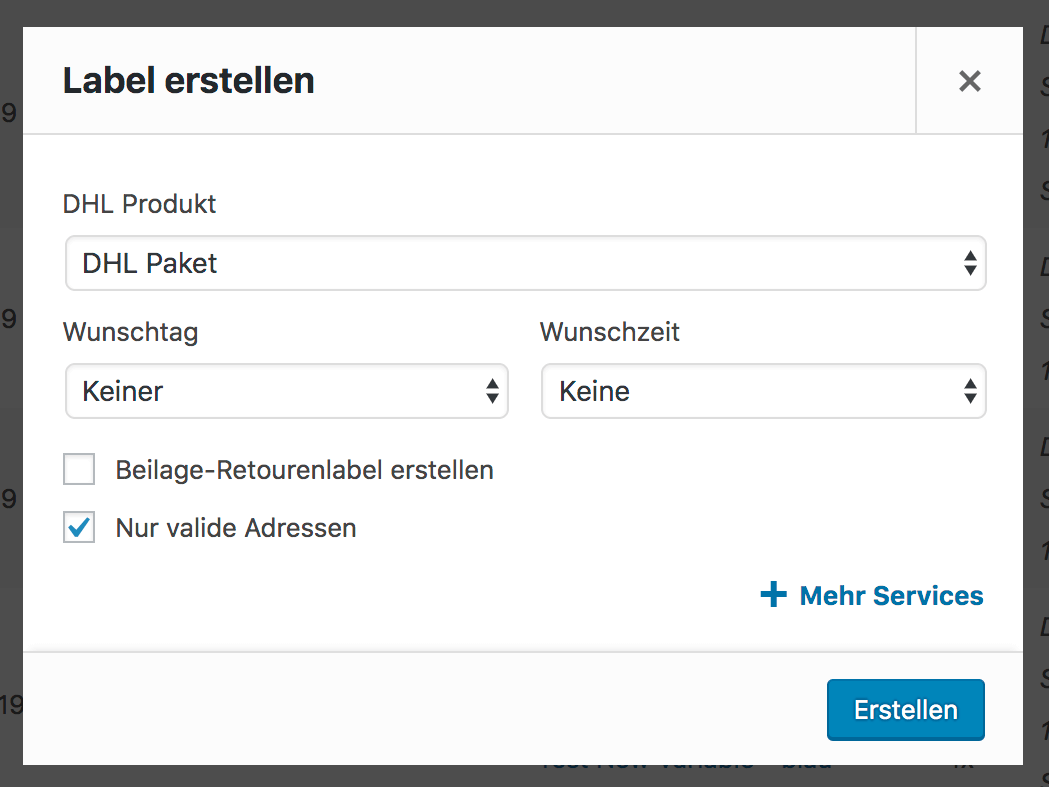 Label erstellen
DHL Produkt
DHL Paket
Wunschtag Wunschzeit
Keiner Keine
Beilage-Retourenlabel erstellen
Nur valide Adressen
Mehr Services
19
Erstellen